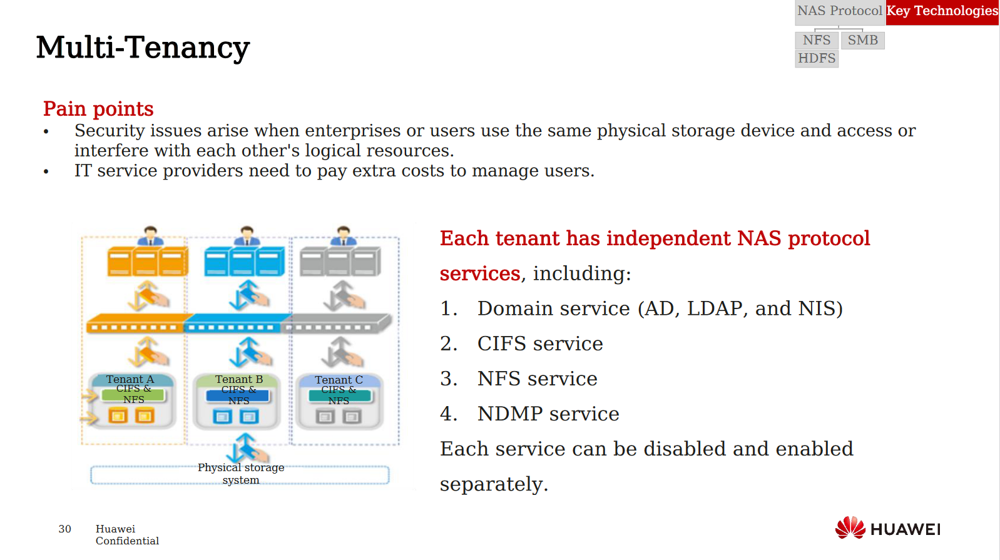 NAS Protocol
Key Technologies
NFS
SMB
HDFS
Multi-Tenancy
Pain points
• Security issues arise when enterprises or users use the same physical storage device and access or
interfere with each other's logical resources.
• IT service providers need to pay extra costs to manage users.
Tenant A
CIFS &
NFS
Tenant B
CIFS &
NFS
Tenant C
CIFS &
NFS
Physical storage
system
Each tenant has independent NAS protocol
services, including:
1. Domain service (AD, LDAP, and NIS)
2. CIFS service
3. NFS service
4. NDMP service
Each service can be disabled and enabled
separately.
30
Huawei
Confidential
HUAWEI